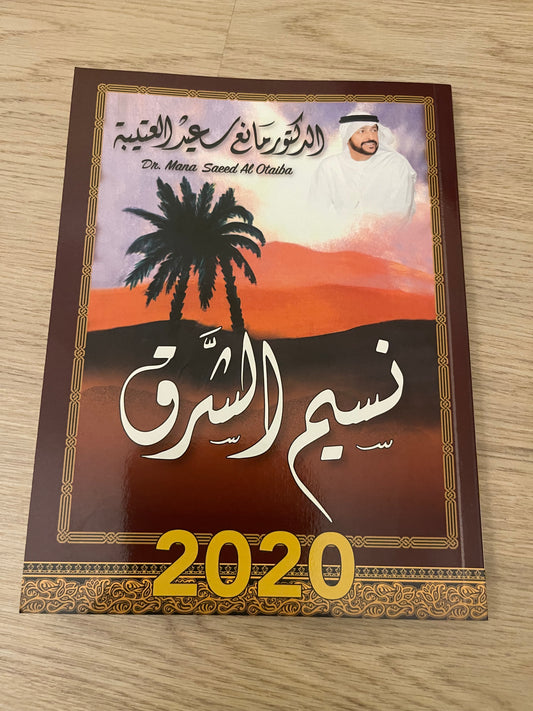 الدكتور مانع سعيد العتيبة
Dr. Mana Saeed Al Otaiba
نسيم الشرق
2020